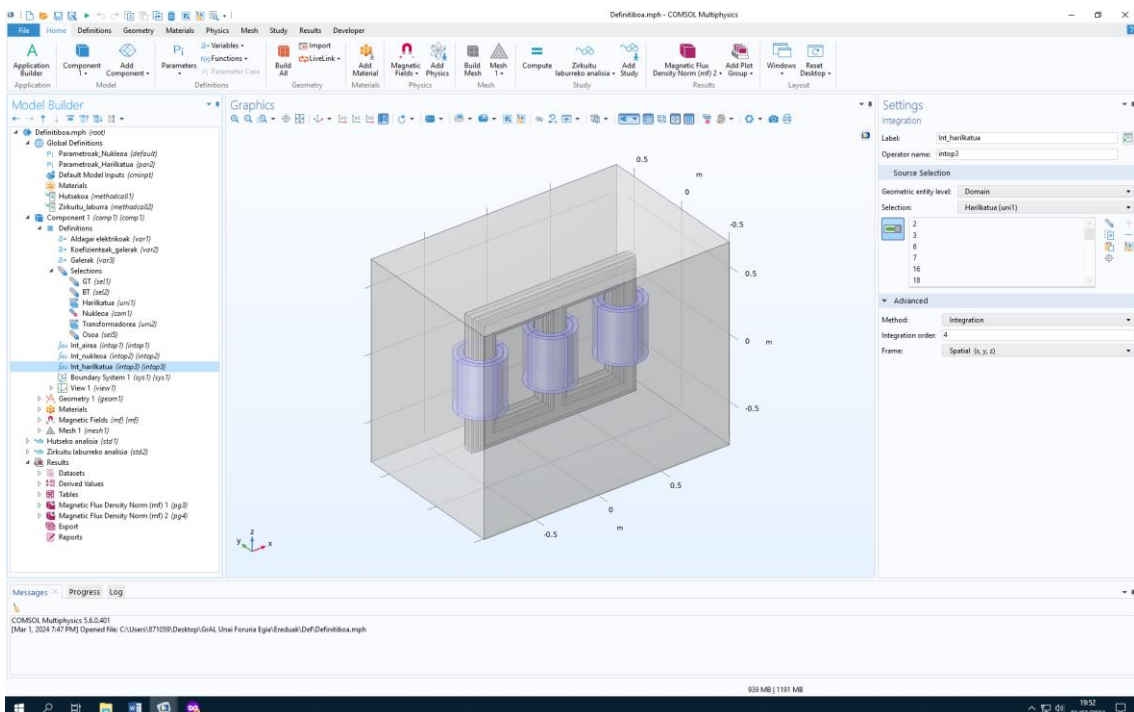 Definitiboa.mph - COMSOL Multiphysics
File Home Definitions Geometry Materials Physics Mesh Study Results Developer
Application Builder
Component 1
Add Component
Parameters
a= Variables
f(x) Functions
Pi Parameter Case
Build All
Import
LiveLink
Add Material
Magnetic Fields
Add Physics
Build Mesh
Mesh 1
Compute
Zirkuitu laburreko analisia
Add Study
Magnetic Flux Density Norm (mf) 2
Add Plot Group
Windows
Reset Desktop
Application Model Definitions Geometry Materials Physics Mesh Study Results Layout
Model Builder
Definitiboa.mph (root)
Global Definitions
Pi Parametroak_Nukleoa (default)
Pi Parametroak_Harilkatua (par2)
Default Model Inputs (cminpt)
Materials
Hutsekoa (methodcall1)
Zirkuitu_laburra (methodcall2)
Component 1 (comp1) (comp1)
Definitions
a= Aldagai elektrikoak (var1)
a= Koefizienteak_galerak (var2)
a= Galerak (var3)
Selections
GT (sel1)
BT (sel2)
Harilkatua (uni1)
Nukleoa (com1)
Transformadorea (uni2)
Osoa (sel5)
Int_airea (intop1) (intop1)
Int_nukleoa (intop2) (intop2)
Int_harilkatua (intop3) (intop3)
Boundary System 1 (sys1) (sys1)
View 1 (view1)
Geometry 1 (geom1)
Materials
Magnetic Fields (mf) (mf)
Mesh 1 (mesh1)
Hutseko analisia (std1)
Zirkuitu laburreko analisia (std2)
Results
Datasets
Derived Values
Tables
Magnetic Flux Density Norm (mf) 1 (pg3)
Magnetic Flux Density Norm (mf) 2 (pg4)
Export
Reports
Graphics
0.5
m
0
-0.5
0.5
0
m
-0.5
0.5
0
m
-0.5
z
y
x
Settings
Integration
Label: Int_harilkatua
Operator name: intop3
Source Selection
Geometric entity level: Domain
Selection: Harilkatua (uni1)
2
3
6
7
16
18
Advanced
Method: Integration
Integration order: 4
Frame: Spatial (x, y, z)
Messages Progress Log
COMSOL Multiphysics 5.6.0.401
[Mar 1, 2024 7:47 PM] Opened file: C:\Users\871059\Desktop\GrAL Unai Foruria Egia\Ereduak\Def\Definitiboa.mph
939 MB | 1191 MB
19:52